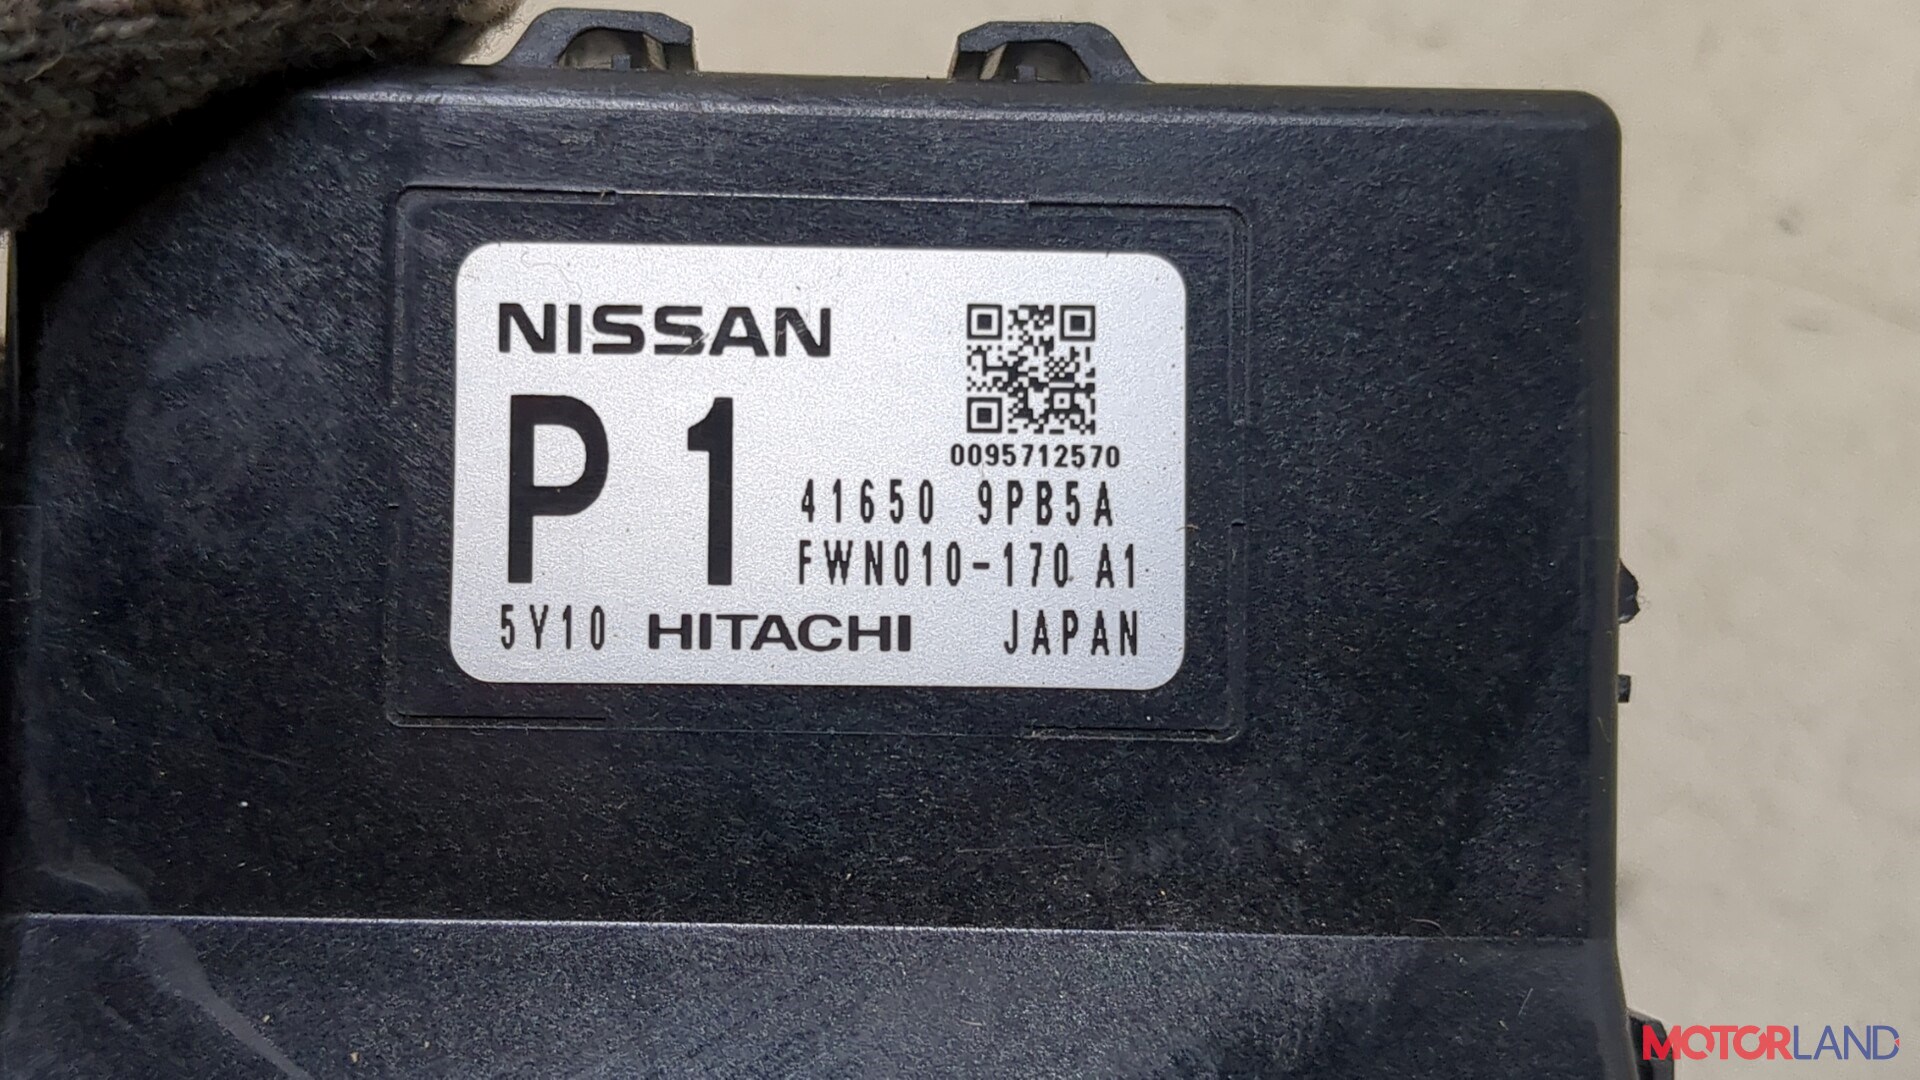 NISSAN
0095712570
P 1
41650 9PB5A
FWN010-170 A1
5Y10 HITACHI JAPAN
MOTORLAND